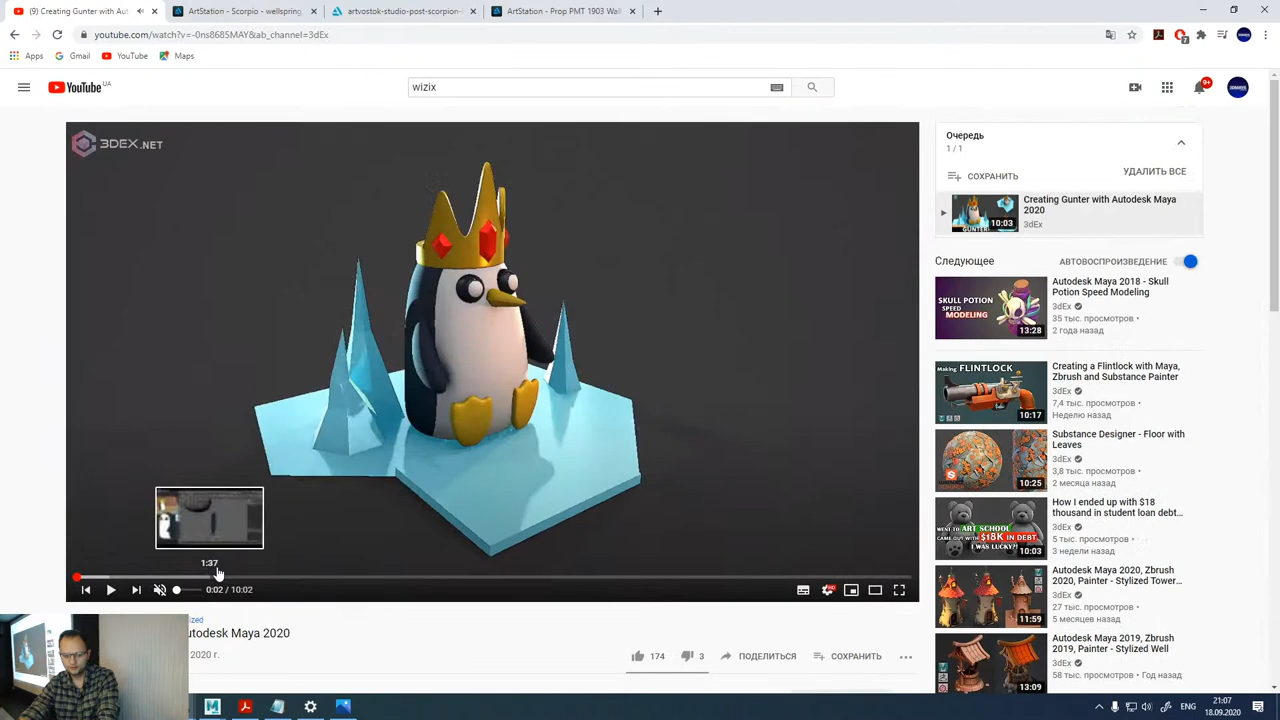 (9) Creating Gunter with Aut
ArtStation - Scorpio - wellspring
artvostok-studio-post-scorpion-
ArtStation - Prop PMT 1903 Wall
youtube.com/watch?v=-0ns8685MAY&ab_channel=3dEx
7
Apps
Gmail
YouTube
Maps
YouTube UA
wizix
9+
3DEX.NET
Очередь
1 / 1
СОХРАНИТЬ
УДАЛИТЬ ВСЕ
10:03
Creating Gunter with Autodesk Maya
2020
3dEx
Следующее
АВТОВОСПРОИЗВЕДЕНИЕ
SKULL POTION
SPEED
MODELING
13:28
Autodesk Maya 2018 - Skull
Potion Speed Modeling
3dEx
35 тыс. просмотров •
2 года назад
Making FLINTLOCK
10:17
Creating a Flintlock with Maya,
Zbrush and Substance Painter
3dEx
7,4 тыс. просмотров •
Неделю назад
10:25
Substance Designer - Floor with
Leaves
3dEx
3,8 тыс. просмотров •
2 месяца назад
WENT TO ART SCHOOL
CAME OUT WITH $18K IN DEBT,
I WAS LUCKY?!
10:03
How I ended up with $18
thousand in student loan debt...
3dEx
5 тыс. просмотров •
3 недели назад
11:59
Autodesk Maya 2020, Zbrush
2020, Painter - Stylized Tower...
3dEx
27 тыс. просмотров •
5 месяцев назад
13:09
Autodesk Maya 2019, Zbrush
2019, Painter - Stylized Well
3dEx
58 тыс. просмотров • Год назад
1:37
0:02 / 10:02
ized
utodesk Maya 2020
2020 г.
174
3
ПОДЕЛИТЬСЯ
СОХРАНИТЬ
ENG
21:07
18.09.2020